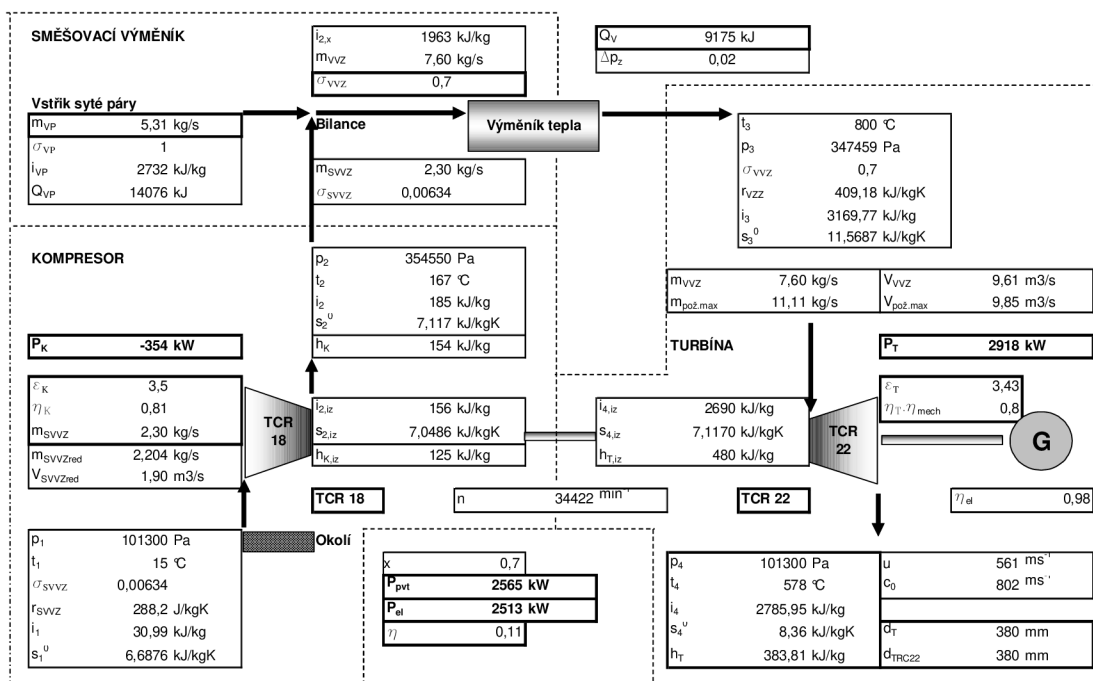 SMĚŠOVACÍ VÝMĚNÍK
i2,x 1963 kJ/kg
mVVZ 7,60 kg/s
σVVZ 0,7
QV 9175 kJ
Δpz 0,02
Vstřik syté páry
mVP 5,31 kg/s
σVP 1
iVP 2732 kJ/kg
QVP 14076 kJ
Bilance
mSVVZ 2,30 kg/s
σSVVZ 0,00634
Výměník tepla
t3 800 °C
p3 347459 Pa
σVVZ 0,7
rVZZ 409,18 kJ/kgK
i3 3169,77 kJ/kg
s3⁰ 11,5687 kJ/kgK
KOMPRESOR
p2 354550 Pa
t2 167 °C
i2 185 kJ/kg
s2⁰ 7,117 kJ/kgK
hK 154 kJ/kg
mVVZ 7,60 kg/s VVVZ 9,61 m3/s
mpož.max 11,11 kg/s Vpož.max 9,85 m3/s
PK -354 kW
TURBÍNA
PT 2918 kW
εK 3,5
ηK 0,81
mSVVZ 2,30 kg/s
mSVVZred 2,204 kg/s
VSVVZred 1,90 m3/s
TCR
18
i2,iz 156 kJ/kg
s2,iz 7,0486 kJ/kgK
hK,iz 125 kJ/kg
i4,iz 2690 kJ/kg
s4,iz 7,1170 kJ/kgK
hT,iz 480 kJ/kg
TCR
22
εT 3,43
ηT.ηmech 0,8
G
TCR 18
n 34422 min⁻¹
TCR 22
ηel 0,98
p1 101300 Pa
t1 15 °C
σSVVZ 0,00634
rSVVZ 288,2 J/kgK
i1 30,99 kJ/kg
s1⁰ 6,6876 kJ/kgK
Okolí
x 0,7
Ppvt 2565 kW
Pel 2513 kW
η 0,11
p4 101300 Pa
t4 578 °C
i4 2785,95 kJ/kg
s4⁰ 8,36 kJ/kgK
hT 383,81 kJ/kg
u 561 ms⁻¹
c0 802 ms⁻¹
dT 380 mm
dTRC22 380 mm